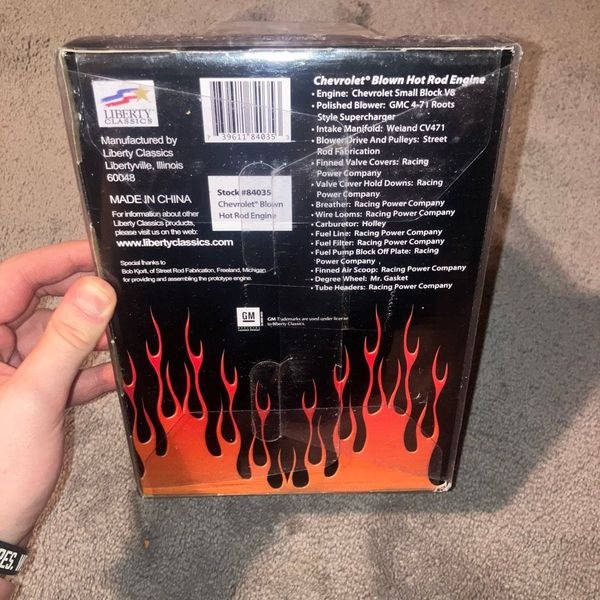 LIBERTY
CLASSICS
Manufactured by
Liberty Classics
Libertyville, Illinois
60048
MADE IN CHINA
For information about other
Liberty Classics products,
please visit us on the web:
www.libertyclassics.com
Special thanks to
Bob Kjorli, of Street Rod Fabrication, Freeland, Michigan
for providing and assembling the prototype engine.
7 39611 84035
Stock #84035
Chevrolet® Blown
Hot Rod Engine
GM
GM Trademarks are used under license
to Liberty Classics.
Chevrolet® Blown Hot Rod Engine
• Engine: Chevrolet Small Block V8
• Polished Blower: GMC 4-71 Roots
Style Supercharger
• Intake Manifold: Weiand CV471
• Blower Drive And Pulleys: Street
Rod Fabrication
• Finned Valve Covers: Racing
Power Company
• Valve Cover Hold Downs: Racing
Power Company
• Breather: Racing Power Company
• Wire Looms: Racing Power Company
• Carburetor: Holley
• Fuel Line: Racing Power Company
• Fuel Filter: Racing Power Company
• Fuel Pump Block Off Plate: Racing
Power Company
• Finned Air Scoop: Racing Power Company
• Degree Wheel: Mr. Gasket
• Tube Headers: Racing Power Company